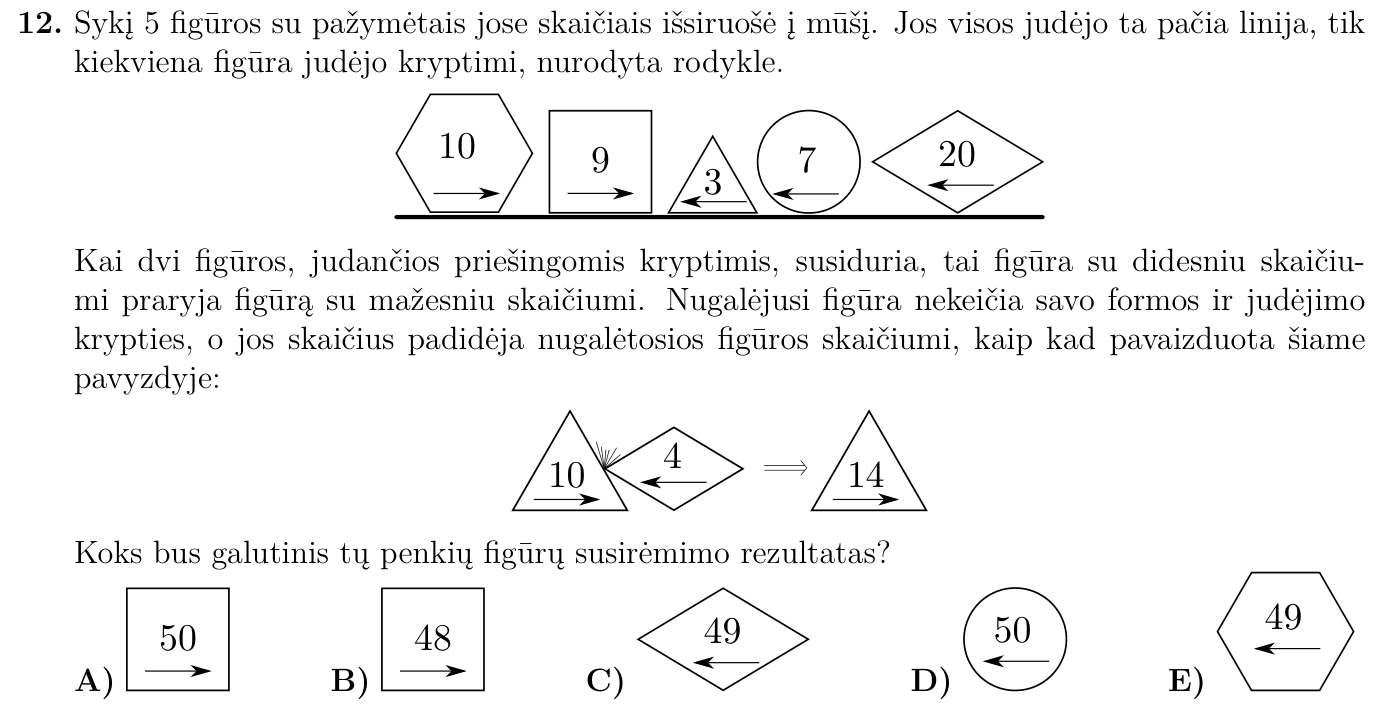 12. Sykį 5 figūros su pažymėtais jose skaičiais išsiruošė į mūšį. Jos visos judėjo ta pačia linija, tik
kiekviena figūra judėjo kryptimi, nurodyta rodykle.
10 9 3 7 20
Kai dvi figūros, judančios priešingomis kryptimis, susiduria, tai figūra su didesniu skaičiu-
mi praryja figūrą su mažesniu skaičiumi. Nugalėjusi figūra nekeičia savo formos ir judėjimo
krypties, o jos skaičius padidėja nugalėtosios figūros skaičiumi, kaip kad pavaizduota šiame
pavyzdyje:
10 4 ⟹ 14
Koks bus galutinis tų penkių figūrų susirėmimo rezultatas?
A) 50 B) 48 C) 49 D) 50 E) 49